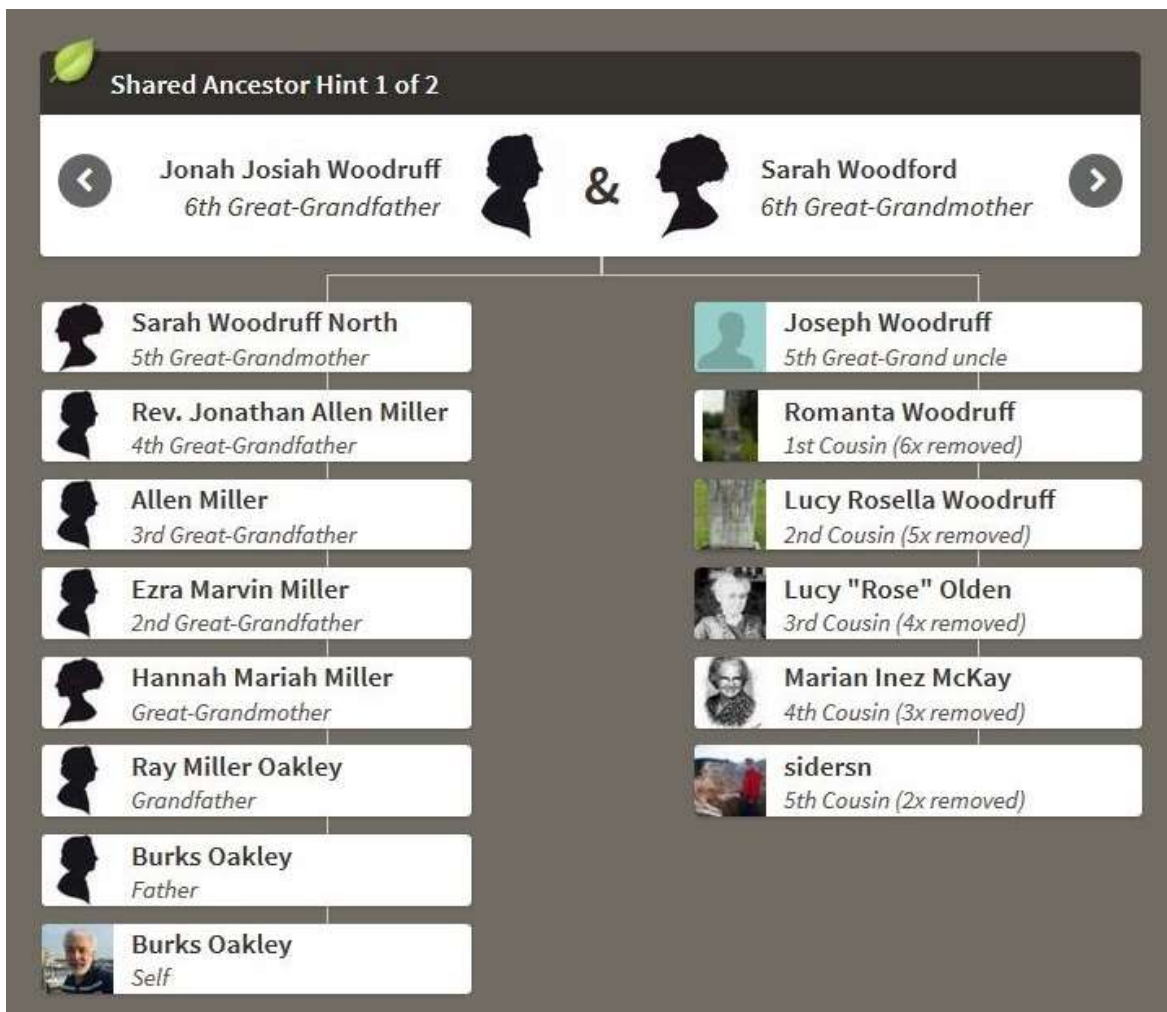 Shared Ancestor Hint 1 of 2
Jonah Josiah Woodruff
6th Great-Grandfather
&
Sarah Woodford
6th Great-Grandmother
Sarah Woodruff North
5th Great-Grandmother
Rev. Jonathan Allen Miller
4th Great-Grandfather
Allen Miller
3rd Great-Grandfather
Ezra Marvin Miller
2nd Great-Grandfather
Hannah Mariah Miller
Great-Grandmother
Ray Miller Oakley
Grandfather
Burks Oakley
Father
Burks Oakley
Self
Joseph Woodruff
5th Great-Grand uncle
Romanta Woodruff
1st Cousin (6x removed)
Lucy Rosella Woodruff
2nd Cousin (5x removed)
Lucy "Rose" Olden
3rd Cousin (4x removed)
Marian Inez McKay
4th Cousin (3x removed)
sidersn
5th Cousin (2x removed)